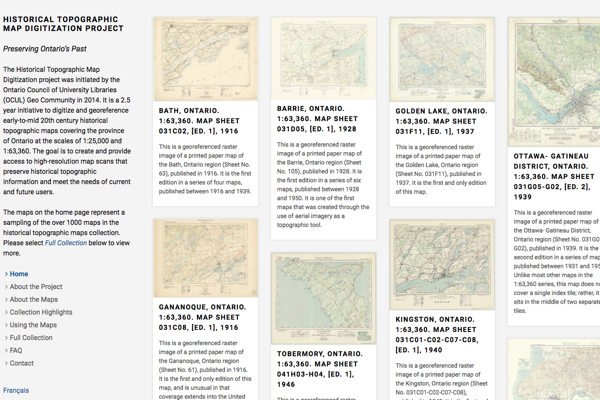 HISTORICAL TOPOGRAPHIC
MAP DIGITIZATION PROJECT
Preserving Ontario's Past
The Historical Topographic Map
Digitization project was initiated by the
Ontario Council of University Libraries
(OCUL) Geo Community in 2014. It is a 2.5
year initiative to digitize and georeference
early-to-mid 20th century historical
topographic maps covering the province
of Ontario at the scales of 1:25,000 and
1:63,360. The goal is to create and provide
access to high-resolution map scans that
preserve historical topographic
information and meet the needs of current
and future users.
The maps on the home page represent a
sampling of the over 1000 maps in the
historical topographic maps collection.
Please select Full Collection below to view
more.
> Home
> About the Project
> About the Maps
> Collection Highlights
> Using the Maps
> Full Collection
> FAQ
> Contact
Français
BATH, ONTARIO.
1:63,360. MAP SHEET
031C02, [ED. 1], 1916
This is a georeferenced raster
image of a printed paper map of
the Bath, Ontario region (Sheet No.
63), published in 1916. It is the first
edition in a series of four maps,
published between 1916 and 1939.
GANANOQUE, ONTARIO.
1:63,360. MAP SHEET
031C08, [ED. 1], 1916
This is a georeferenced raster
image of a printed paper map of
the Gananoque, Ontario region
(Sheet No. 61), published in 1916.
It is the first and only edition of this
map, and is unusual in that
coverage extends into the United
BARRIE, ONTARIO.
1:63,360. MAP SHEET
031D05, [ED. 1], 1928
This is a georeferenced raster
image of a printed paper map of
the Barrie, Ontario region (Sheet
No. 105), published in 1928. It is
the first edition in a series of six
maps, published between 1928
and 1950. It is one of the first
maps that was created through the
use of aerial imagery as a
topographic tool.
TOBERMORY, ONTARIO.
1:63,360. MAP SHEET
041H03-H04, [ED. 1],
1946
This is a georeferenced raster
GOLDEN LAKE, ONTARIO.
1:63,360. MAP SHEET
031F11, [ED. 1], 1937
This is a georeferenced raster
image of a printed paper map of
the Golden Lake, Ontario region
(Sheet No. 031F11), published in
1937. It is the first and only edition
of this map.
KINGSTON, ONTARIO.
1:63,360. MAP SHEET
031C01-C02-C07-C08,
[ED. 1], 1940
This is a georeferenced raster
image of a printed paper map of
the Kingston, Ontario region (Sheet
No. 031C01-C02-C07-C08),
OTTAWA- GATINEAU
DISTRICT, ONTARIO.
1:63,360. MAP SHEET
031G05-G02, [ED. 2],
1939
This is a georeferenced raster
image of a printed paper map of
the Ottawa- Gatineau District,
Ontario region (Sheet No. 031G0
G02), published in 1939. It is the
second edition in a series of map
published between 1931 and 195
Unlike most other maps in the
1:63,360 series, this map does no
cover a single index tile; rather, it
sits in the middle of two separate
tiles.